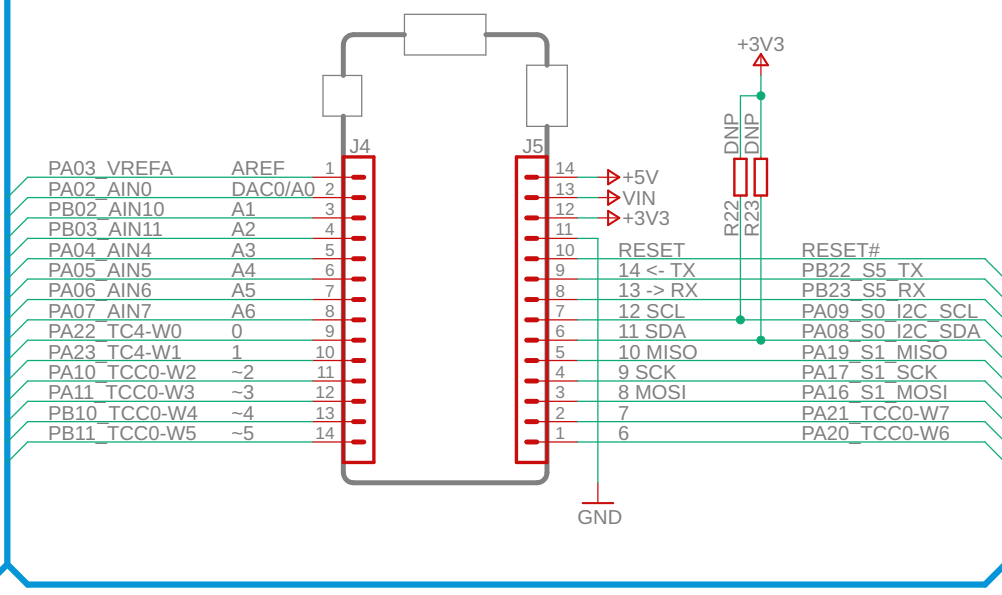 +3V3
DNP
DNP
R22
R23
J4
J5
PA03_VREFA AREF 1
PA02_AIN0 DAC0/A0 2
PB02_AIN10 A1 3
PB03_AIN11 A2 4
PA04_AIN4 A3 5
PA05_AIN5 A4 6
PA06_AIN6 A5 7
PA07_AIN7 A6 8
PA22_TC4-W0 0 9
PA23_TC4-W1 1 10
PA10_TCC0-W2 ~2 11
PA11_TCC0-W3 ~3 12
PB10_TCC0-W4 ~4 13
PB11_TCC0-W5 ~5 14
14 +5V
13 VIN
12 +3V3
11
10 RESET RESET#
9 14 <- TX PB22_S5_TX
8 13 -> RX PB23_S5_RX
7 12 SCL PA09_S0_I2C_SCL
6 11 SDA PA08_S0_I2C_SDA
5 10 MISO PA19_S1_MISO
4 9 SCK PA17_S1_SCK
3 8 MOSI PA16_S1_MOSI
2 7 PA21_TCC0-W7
1 6 PA20_TCC0-W6
GND